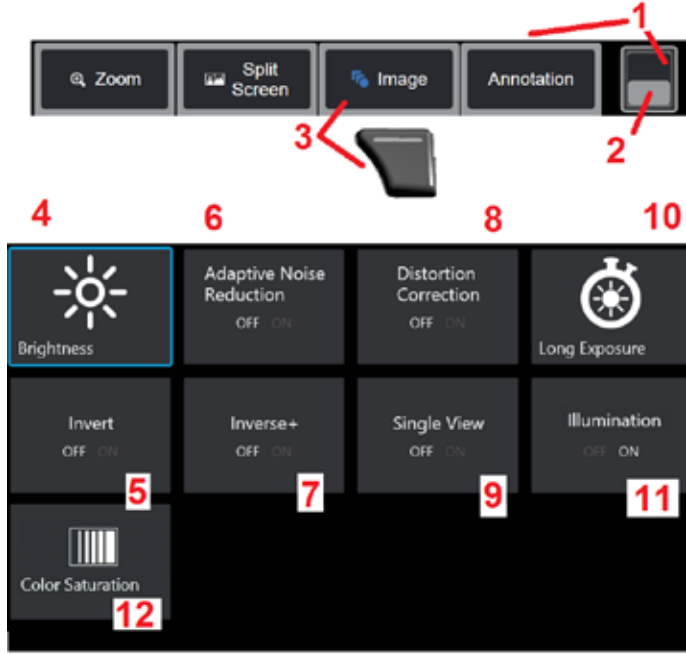 1
Zoom
Split
Screen
Image
Annotation
3
2
4
6
8
10
Brightness
Adaptive Noise
Reduction
OFF ON
Distortion
Correction
OFF ON
Long Exposure
Invert
OFF ON
5
Inverse+
OFF ON
7
Single View
OFF ON
9
Illumination
OFF ON
11
Color Saturation
12